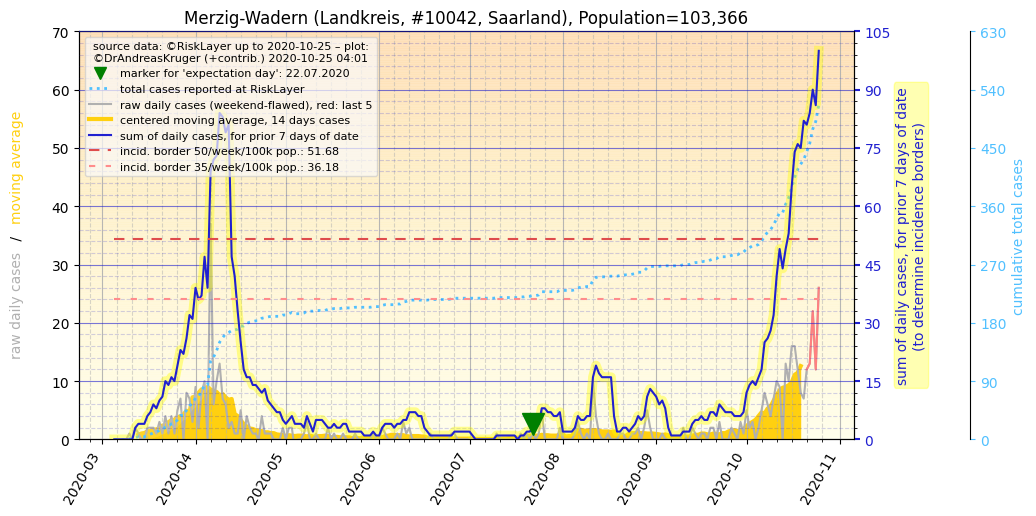 Merzig-Wadern (Landkreis, #10042, Saarland), Population=103,366
source data: ©RiskLayer up to 2020-10-25 – plot:
©DrAndreasKruger (+contrib.) 2020-10-25 04:01
marker for 'expectation day': 22.07.2020
total cases reported at RiskLayer
raw daily cases (weekend-flawed), red: last 5
centered moving average, 14 days cases
sum of daily cases, for prior 7 days of date
incid. border 50/week/100k pop.: 51.68
incid. border 35/week/100k pop.: 36.18
raw daily cases / moving average
70
60
50
40
30
20
10
0
2020-03
2020-04
2020-05
2020-06
2020-07
2020-08
2020-09
2020-10
2020-11
105
90
75
60
45
30
15
0
sum of daily cases, for prior 7 days of date
(to determine incidence borders)
630
540
450
360
270
180
90
0
cumulative total cases